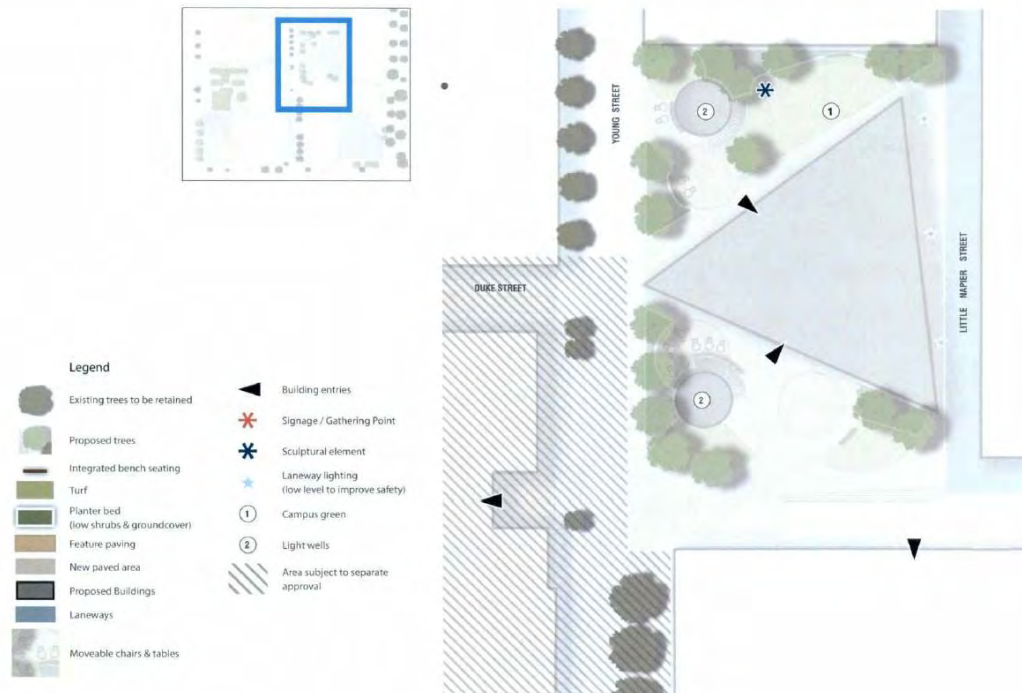 YOUNG STREET
DUKE STREET
LITTLE NAPIER STREET
2
1
2
Legend
Existing trees to be retained
Proposed trees
Integrated bench seating
Turf
Planter bed
(low shrubs & groundcover)
Feature paving
New paved area
Proposed Buildings
Laneways
Moveable chairs & tables
Building entries
Signage / Gathering Point
Sculptural element
Laneway lighting
(low level to improve safety)
1 Campus green
2 Light wells
Area subject to separate
approval